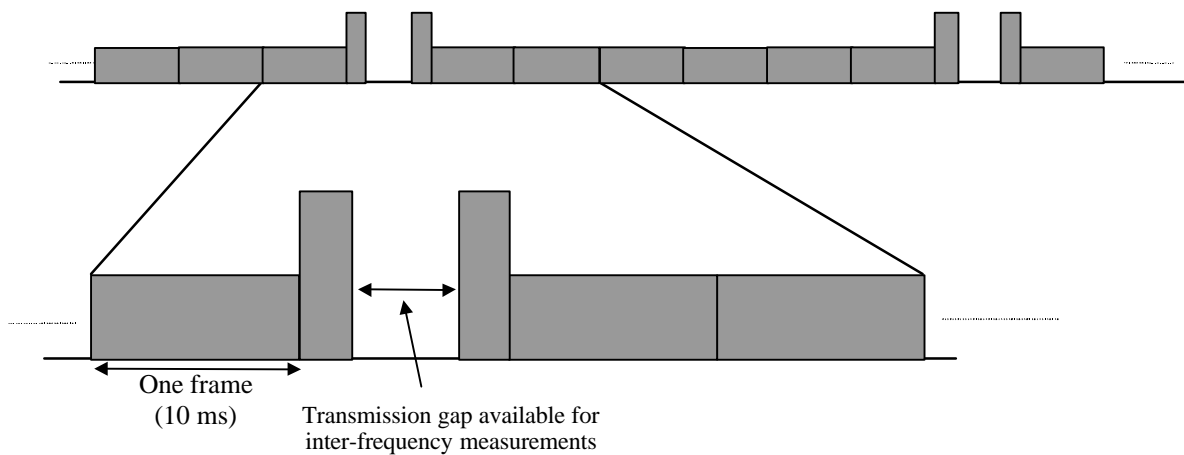 One frame
(10 ms)
Transmission gap available for
inter-frequency measurements